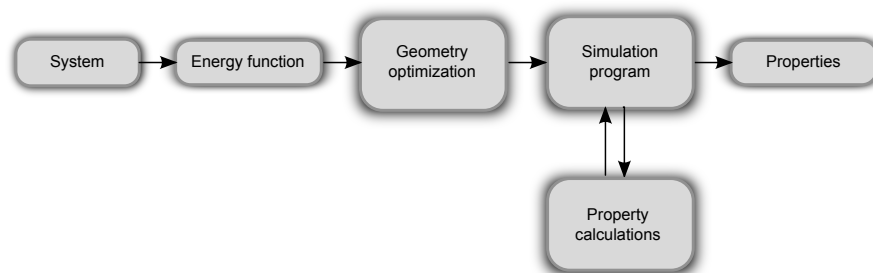 System
Energy function
Geometry
optimization
Simulation
program
Properties
Property
calculations